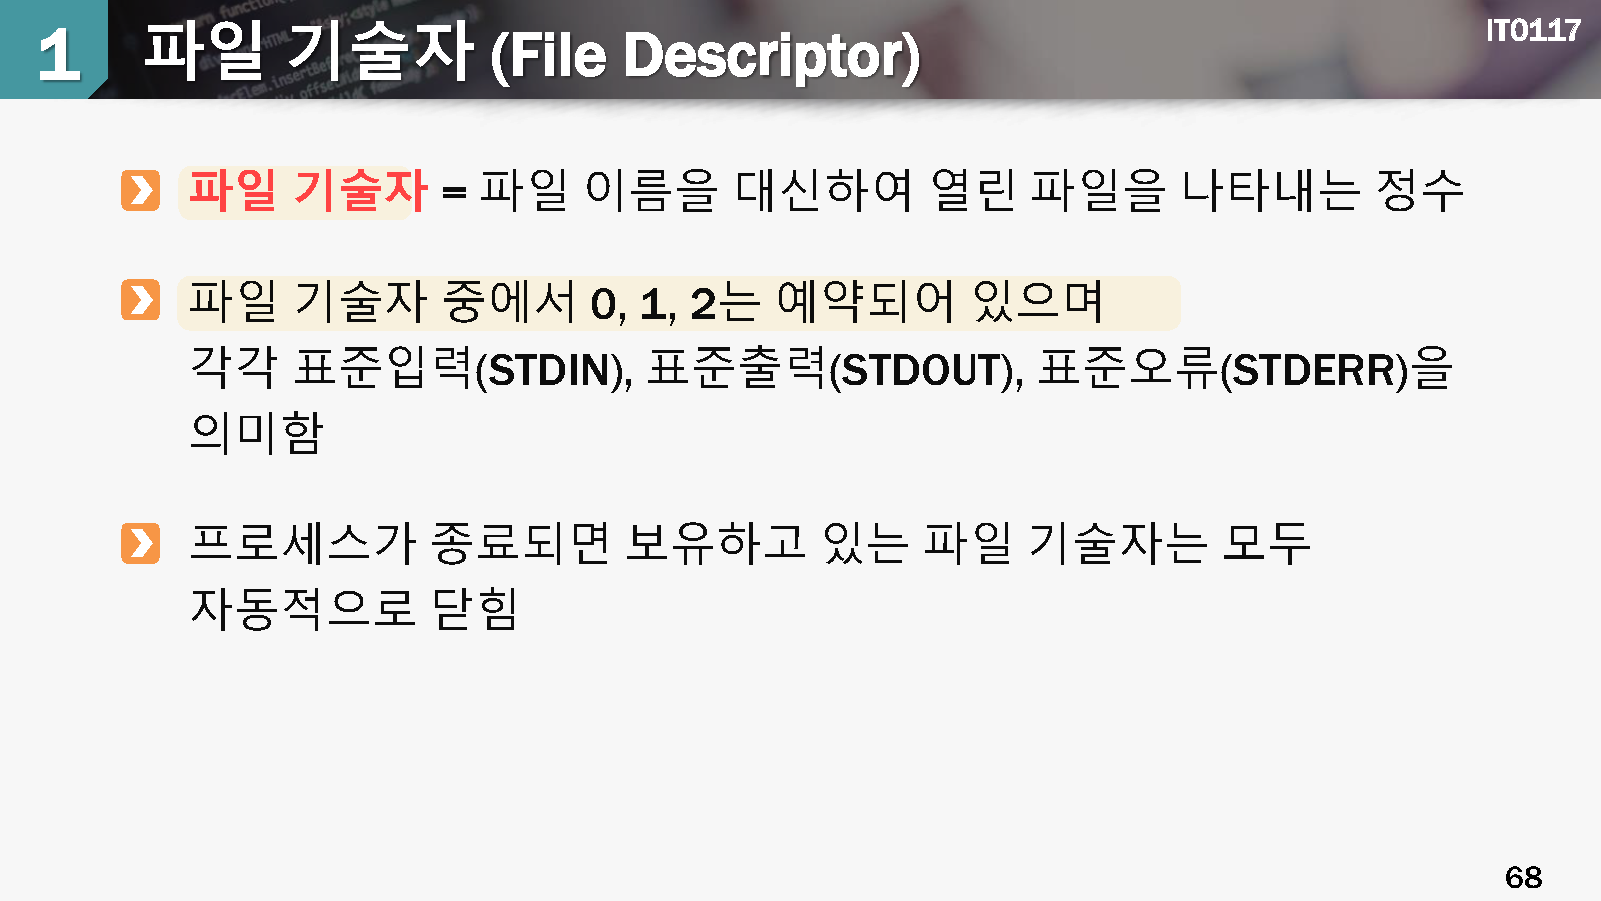 1
파일 기술자 (File Descriptor)
IT0117
파일 기술자 = 파일 이름을 대신하여 열린 파일을 나타내는 정수
파일 기술자 중에서 0, 1, 2는 예약되어 있으며
각각 표준입력(STDIN), 표준출력(STDOUT), 표준오류(STDERR)을
의미함
프로세스가 종료되면 보유하고 있는 파일 기술자는 모두
자동적으로 닫힘
68